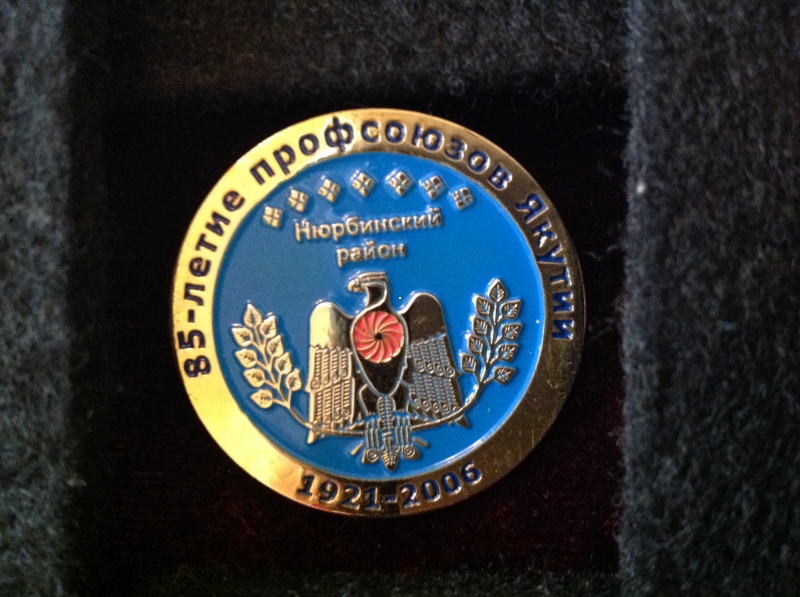 85-летие профсоюзов Якутии
Нюрбинский
район
1921-2006